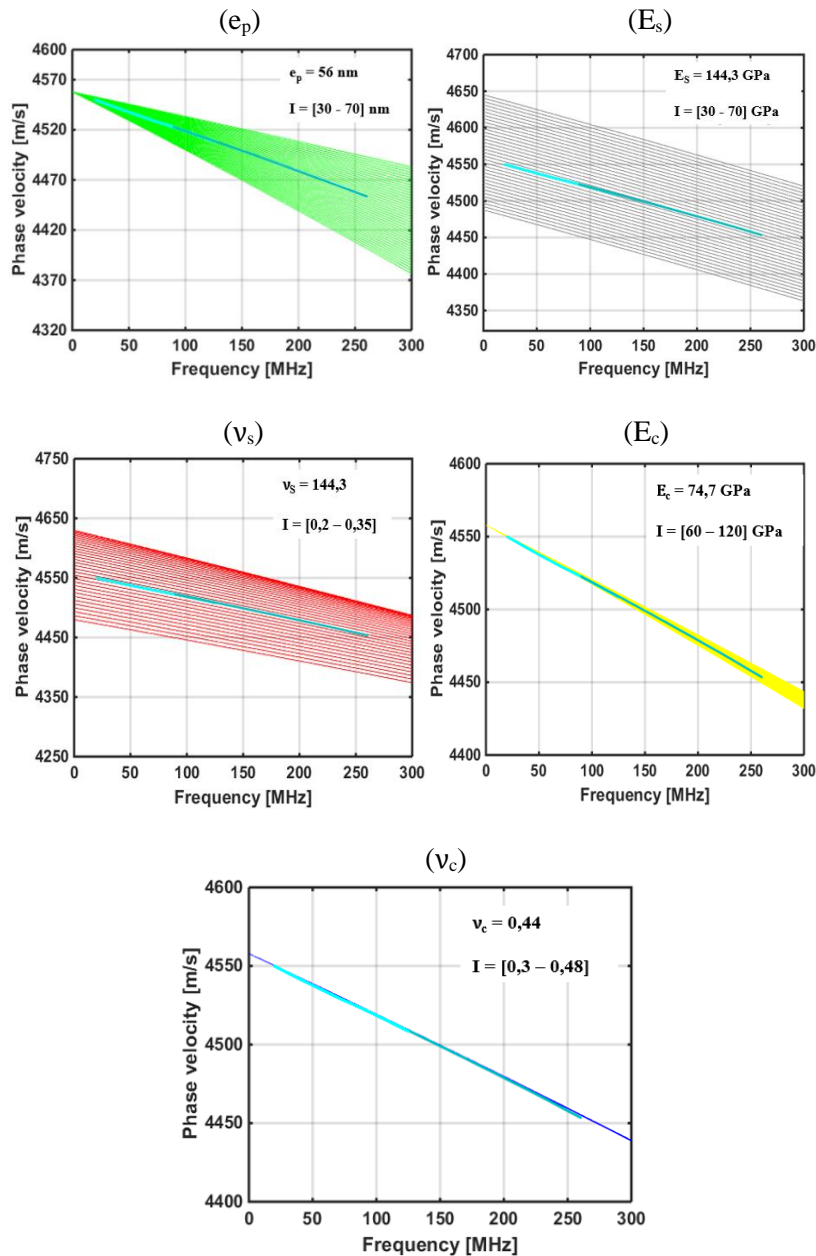 (eₚ)
4600
4570
4520
4470
4420
4370
4320
Phase velocity [m/s]
eₚ = 56 nm
I = [30 - 70] nm
0 50 100 150 200 250 300
Frequency [MHz]
(Eₛ)
4700
4650
4600
4550
4500
4450
4400
4350
Phase velocity [m/s]
E_S = 144,3 GPa
I = [30 - 70] GPa
0 50 100 150 200 250 300
Frequency [MHz]
(νₛ)
4750
4650
4550
4450
4350
4250
Phase velocity [m/s]
ν_S = 144,3
I = [0,2 – 0,35]
0 50 100 150 200 250 300
Frequency [MHz]
(E_c)
4600
4550
4500
4450
4400
Phase velocity [m/s]
E_c = 74,7 GPa
I = [60 – 120] GPa
0 50 100 150 200 250 300
Frequency [MHz]
(ν_c)
4600
4550
4500
4450
4400
Phase velocity [m/s]
ν_c = 0,44
I = [0,3 – 0,48]
0 50 100 150 200 250 300
Frequency [MHz]